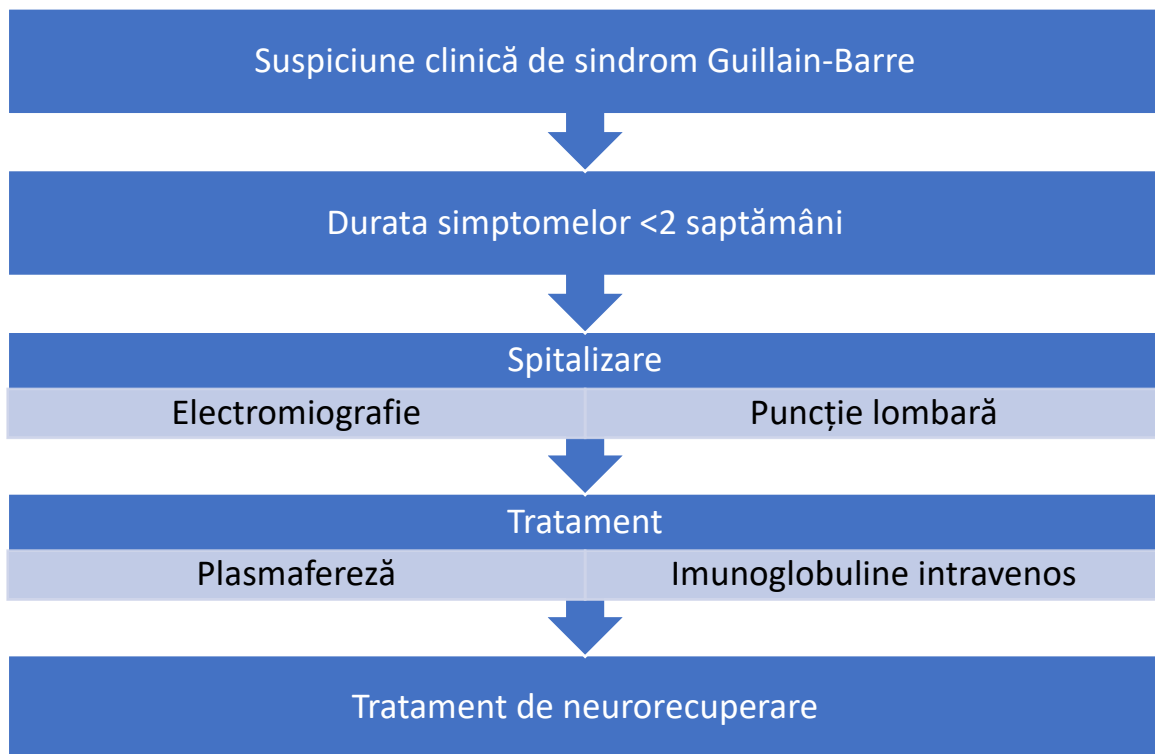 Suspiciune clinică de sindrom Guillain-Barre
Durata simptomelor <2 saptămâni
Spitalizare
Electromiografie
Puncție lombară
Tratament
Plasmafereză
Imunoglobuline intravenos
Tratament de neurorecuperare